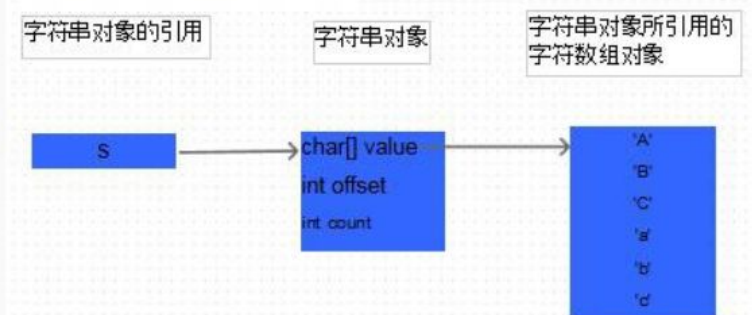 字符串对象的引用
字符串对象
字符串对象所引用的
字符数组对象
S
char[] value
int offset
int count
'A'
'B'
'C'
'a'
'b'